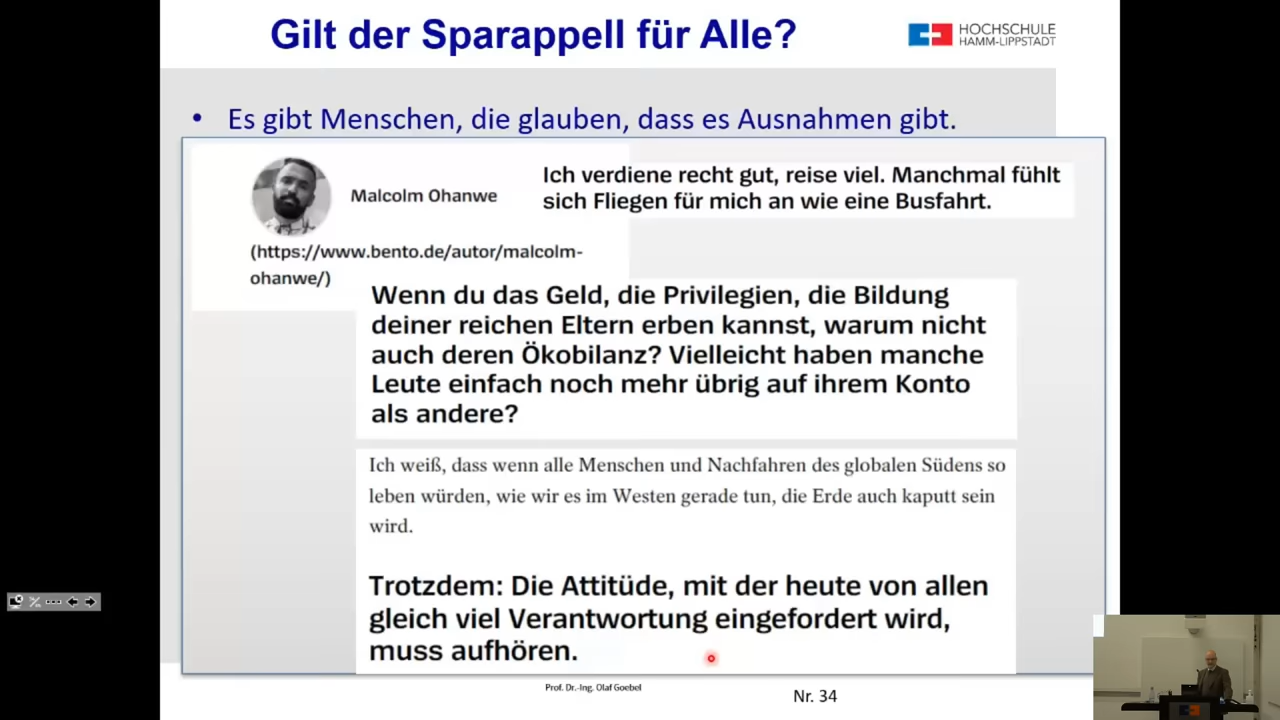 Gilt der Sparappell für Alle?
HOCHSCHULE
HAMM-LIPPSTADT
• Es gibt Menschen, die glauben, dass es Ausnahmen gibt.
Malcolm Ohanwe
(https://www.bento.de/autor/malcolm-
ohanwe/)
Ich verdiene recht gut, reise viel. Manchmal fühlt
sich Fliegen für mich an wie eine Busfahrt.
Wenn du das Geld, die Privilegien, die Bildung
deiner reichen Eltern erben kannst, warum nicht
auch deren Ökobilanz? Vielleicht haben manche
Leute einfach noch mehr übrig auf ihrem Konto
als andere?
Ich weiß, dass wenn alle Menschen und Nachfahren des globalen Südens so
leben würden, wie wir es im Westen gerade tun, die Erde auch kaputt sein
wird.
Trotzdem: Die Attitüde, mit der heute von allen
gleich viel Verantwortung eingefordert wird,
muss aufhören.
Prof. Dr.-Ing. Olaf Goebel
Nr. 34